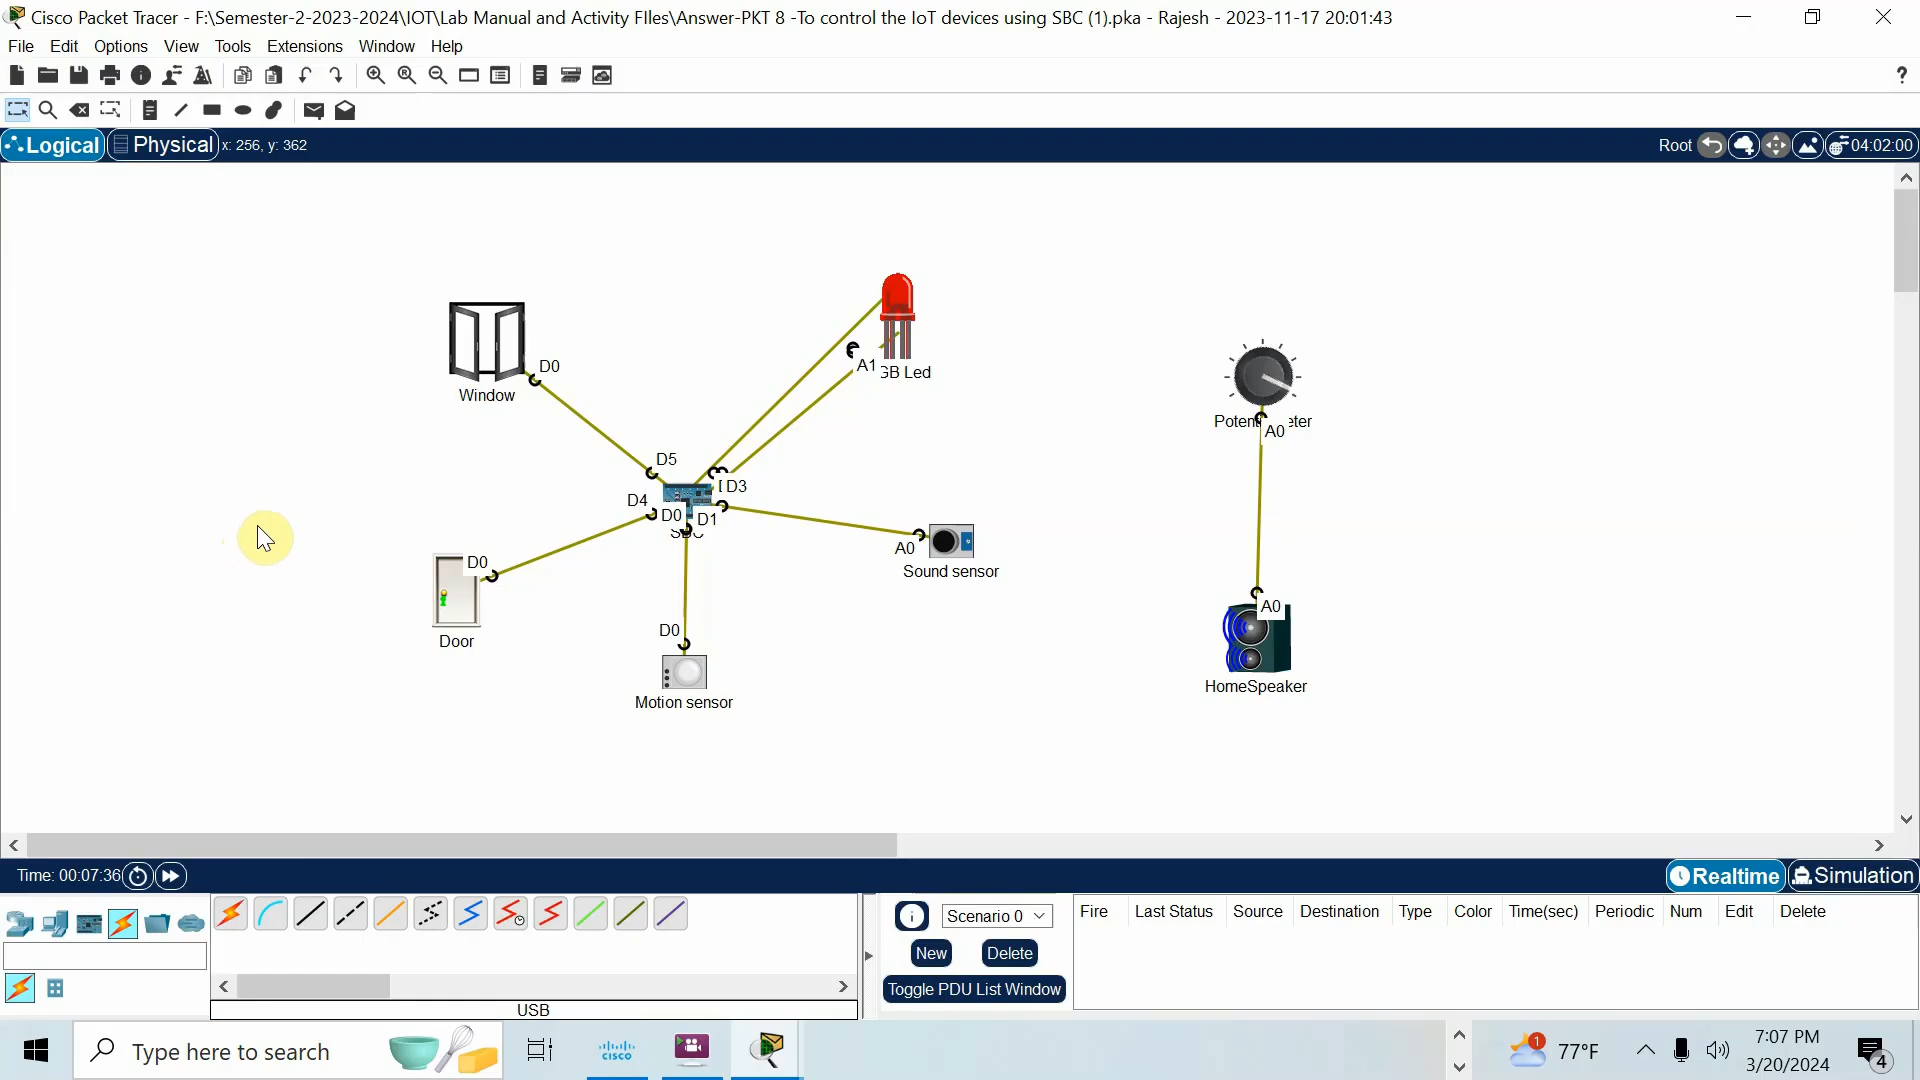 Cisco Packet Tracer - F:\Semester-2-2023-2024\IOT\Lab Manual and Activity FIles\Answer-PKT 8 -To control the IoT devices using SBC (1).pka - Rajesh - 2023-11-17 20:01:43
File Edit Options View Tools Extensions Window Help
?
Logical Physical x: 256, y: 362 Root 04:02:00
D0
Window
A1 GB Led
A0
D5
D3
D4
D0
D1
A0
Sound sensor
D0
Door
D0
Motion sensor
A0
HomeSpeaker
Time: 00:07:36 Realtime Simulation
Scenario 0
New Delete
Toggle PDU List Window
Fire Last Status Source Destination Type Color Time(sec) Periodic Num Edit Delete
USB
Type here to search
cisco
1
77°F
7:07 PM
3/20/2024
4